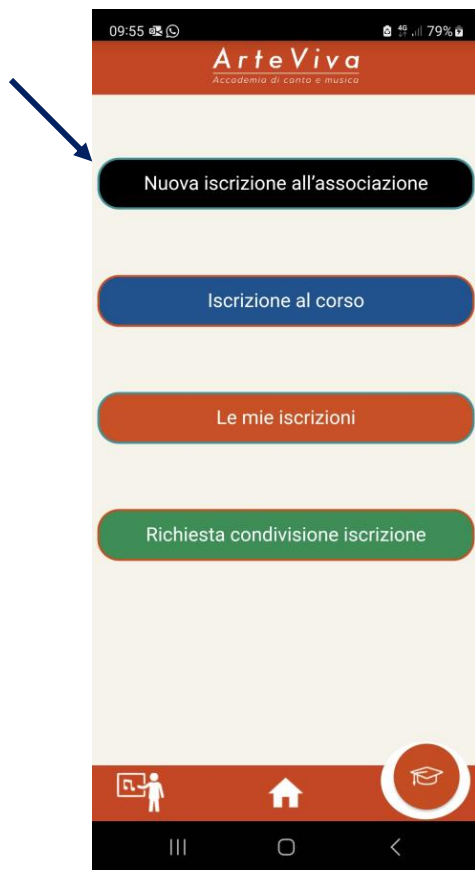 09:55 4G 79%
ArteViva
Accademia di canto e musica
Nuova iscrizione all'associazione
Iscrizione al corso
Le mie iscrizioni
Richiesta condivisione iscrizione